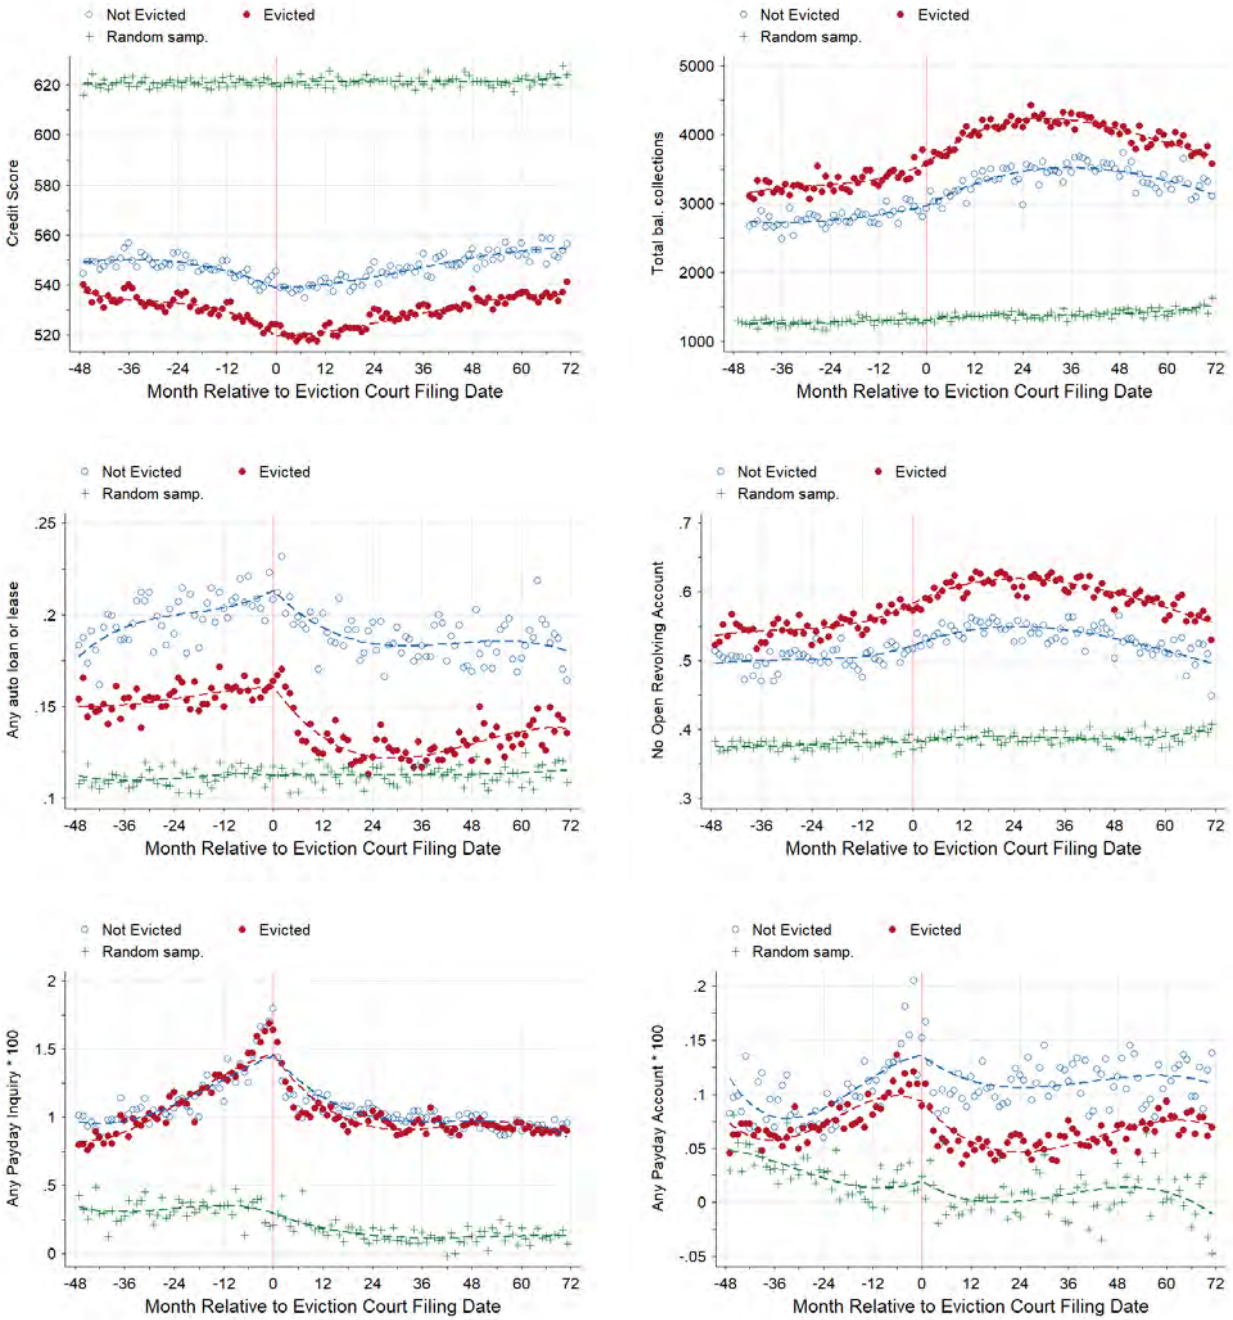 Not Evicted Evicted
Random samp.
620
600
580
560
540
520
Credit Score
-48 -36 -24 -12 0 12 24 36 48 60 72
Month Relative to Eviction Court Filing Date
Not Evicted Evicted
Random samp.
5000
4000
3000
2000
1000
Total bal. collections
-48 -36 -24 -12 0 12 24 36 48 60 72
Month Relative to Eviction Court Filing Date
Not Evicted Evicted
Random samp.
.25
.2
.15
.1
Any auto loan or lease
-48 -36 -24 -12 0 12 24 36 48 60 72
Month Relative to Eviction Court Filing Date
Not Evicted Evicted
Random samp.
.7
.6
.5
.4
.3
No Open Revolving Account
-48 -36 -24 -12 0 12 24 36 48 60 72
Month Relative to Eviction Court Filing Date
Not Evicted Evicted
Random samp.
2
1.5
1
.5
0
Any Payday Inquiry * 100
-48 -36 -24 -12 0 12 24 36 48 60 72
Month Relative to Eviction Court Filing Date
Not Evicted Evicted
Random samp.
.2
.15
.1
.05
0
-.05
Any Payday Account * 100
-48 -36 -24 -12 0 12 24 36 48 60 72
Month Relative to Eviction Court Filing Date